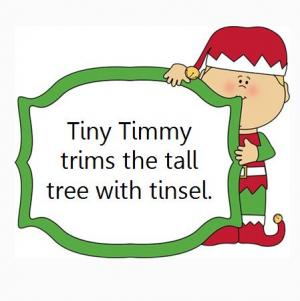 Tiny Timmy
trims the tall
tree with tinsel.